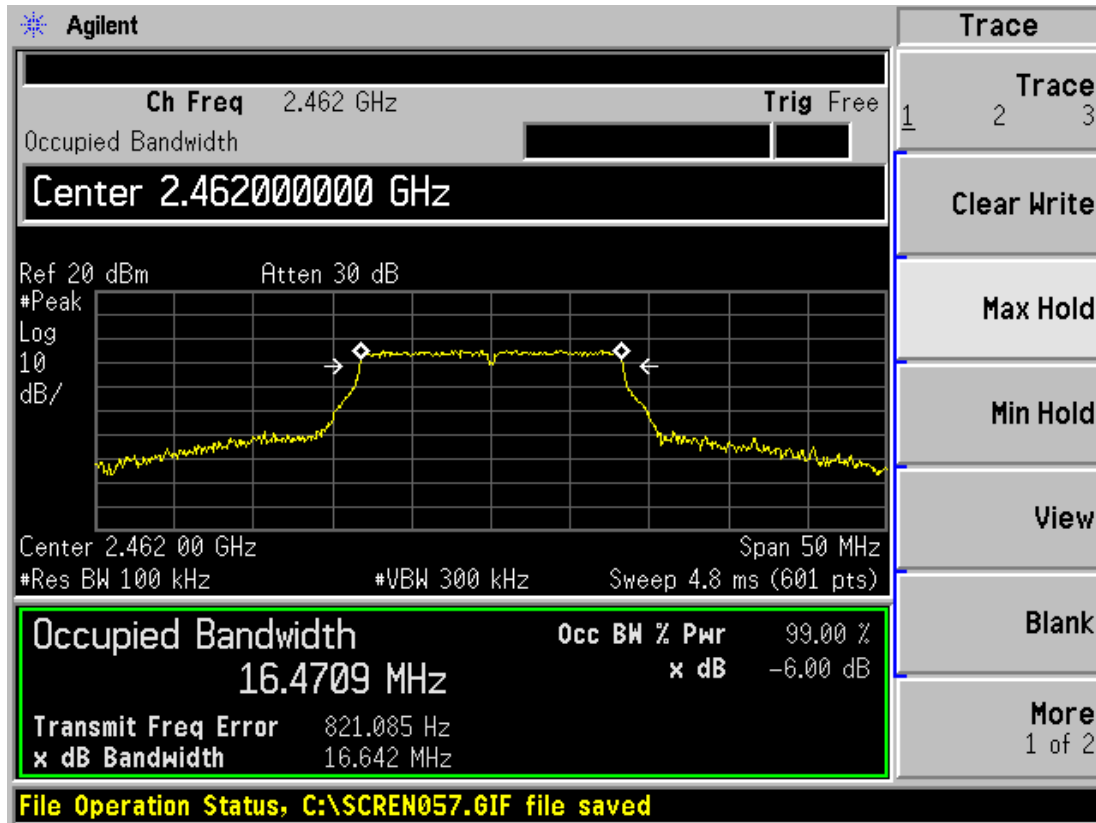 Agilent
Trace
Ch Freq 2.462 GHz Trig Free
Occupied Bandwidth
Center 2.462000000 GHz
Ref 20 dBm Atten 30 dB
#Peak
Log
10
dB/
Center 2.462 00 GHz Span 50 MHz
#Res BW 100 kHz #VBW 300 kHz Sweep 4.8 ms (601 pts)
Occupied Bandwidth
16.4709 MHz
Occ BW % Pwr 99.00 %
x dB -6.00 dB
Transmit Freq Error 821.085 Hz
x dB Bandwidth 16.642 MHz
File Operation Status, C:\SCREN057.GIF file saved
Trace
1 2 3
Clear Write
Max Hold
Min Hold
View
Blank
More
1 of 2